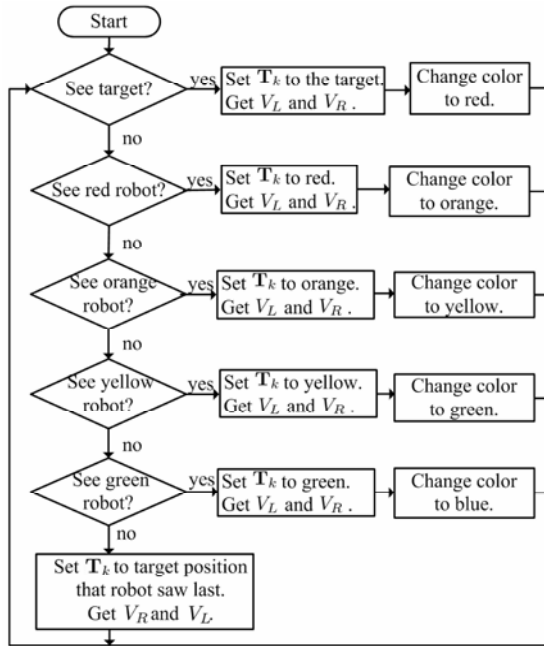 Start
See target?
yes
Set T_k to the target.
Get V_L and V_R .
Change color
to red.
no
See red robot?
yes
Set T_k to red.
Get V_L and V_R .
Change color
to orange.
no
See orange
robot?
yes
Set T_k to orange.
Get V_L and V_R .
Change color
to yellow.
no
See yellow
robot?
yes
Set T_k to yellow.
Get V_L and V_R .
Change color
to green.
no
See green
robot?
yes
Set T_k to green.
Get V_L and V_R .
Change color
to blue.
no
Set T_k to target position
that robot saw last.
Get V_R and V_L.